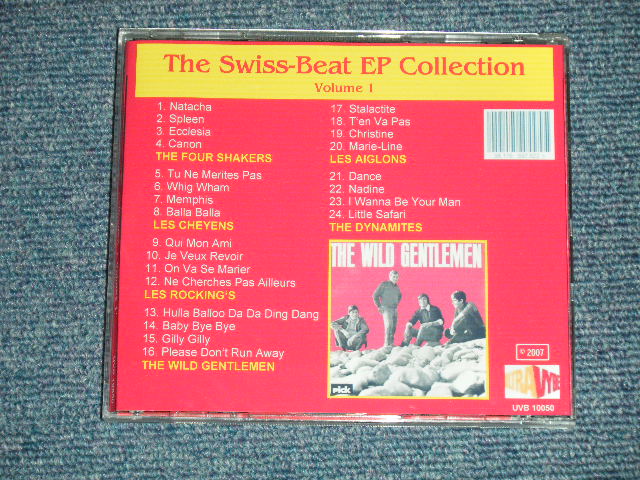 The Swiss-Beat EP Collection
Volume 1
1. Natacha
2. Spleen
3. Ecclesia
4. Canon
THE FOUR SHAKERS
5. Tu Ne Merites Pas
6. Whig Wham
7. Memphis
8. Balla Balla
LES CHEYENS
9. Qui Mon Ami
10. Je Veux Revoir
11. On Va Se Marier
12. Ne Cherches Pas Ailleurs
LES ROCKING'S
13. Hulla Balloo Da Da Ding Dang
14. Baby Bye Bye
15. Gilly Gilly
16. Please Don't Run Away
THE WILD GENTLEMEN
17. Stalactite
18. T'en Va Pas
19. Christine
20. Marie-Line
LES AIGLONS
21. Dance
22. Nadine
23. I Wanna Be Your Man
24. Little Safari
THE DYNAMITES
THE WILD GENTLEMEN
pick
© 2007
UVB 10050